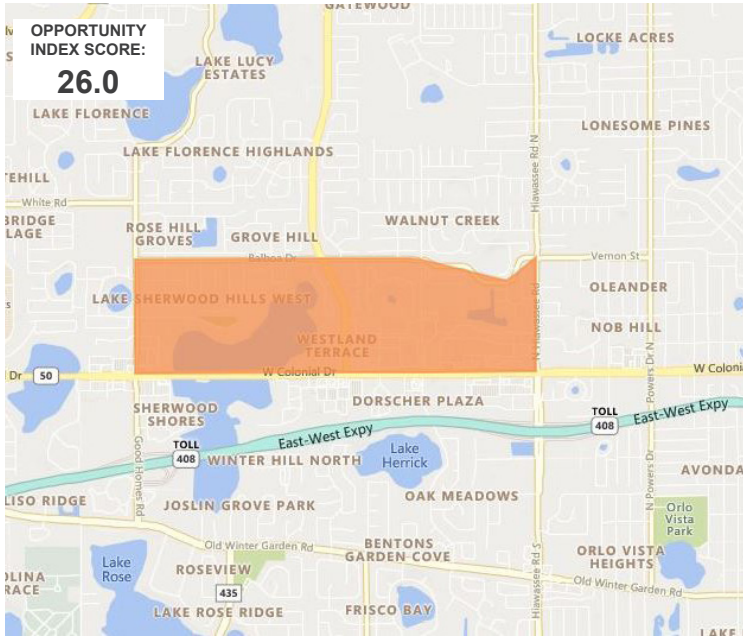 GATEWOOD
OPPORTUNITY
INDEX SCORE:
26.0
LOCKE ACRES
LAKE LUCY
ESTATES
LAKE FLORENCE
LONESOME PINES
LAKE FLORENCE HIGHLANDS
Hiawassee Rd N
TEHILL
White Rd
BRIDGE
LAGE
ROSE HILL
GROVES
GROVE HILL
WALNUT CREEK
Balboa Dr
Vernon St
OLEANDER
LAKE SHERWOOD HILLS WEST
NOB HILL
WESTLAND
TERRACE
N Hiawassee Rd
N Powers Dr
Dr
50
W Colonial Dr
W Colonia
SHERWOOD
SHORES
DORSCHER PLAZA
TOLL
408
East-West Expy
TOLL
408
East-West Expy
Good Homes Rd
WINTER HILL NORTH
Lake
Herrick
N Powers Dr
AVONDA
LISO RIDGE
JOSLIN GROVE PARK
OAK MEADOWS
Orlo
Vista
Park
Old Winter Garden Rd
BENTONS
GARDEN COVE
ORLO VISTA
HEIGHTS
Lake
Rose
ROSEVIEW
OLINA
RACE
435
Old Winter Garden Rd
Hiawassee Rd S
LAKE ROSE RIDGE
FRISCO BAY
LAKE